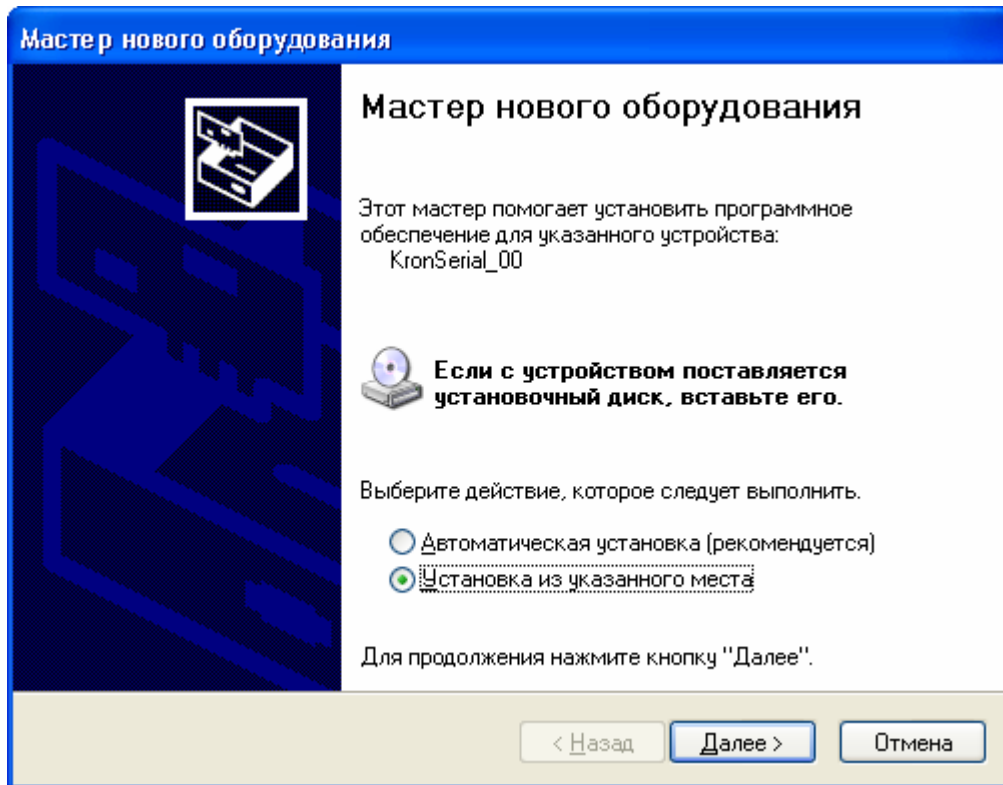 Мастер нового оборудования
Мастер нового оборудования
Этот мастер помогает установить программное
обеспечение для указанного устройства:
KronSerial_00
Если с устройством поставляется
установочный диск, вставьте его.
Выберите действие, которое следует выполнить.
Автоматическая установка (рекомендуется)
Установка из указанного места
Для продолжения нажмите кнопку "Далее".
< Назад
Далее >
Отмена